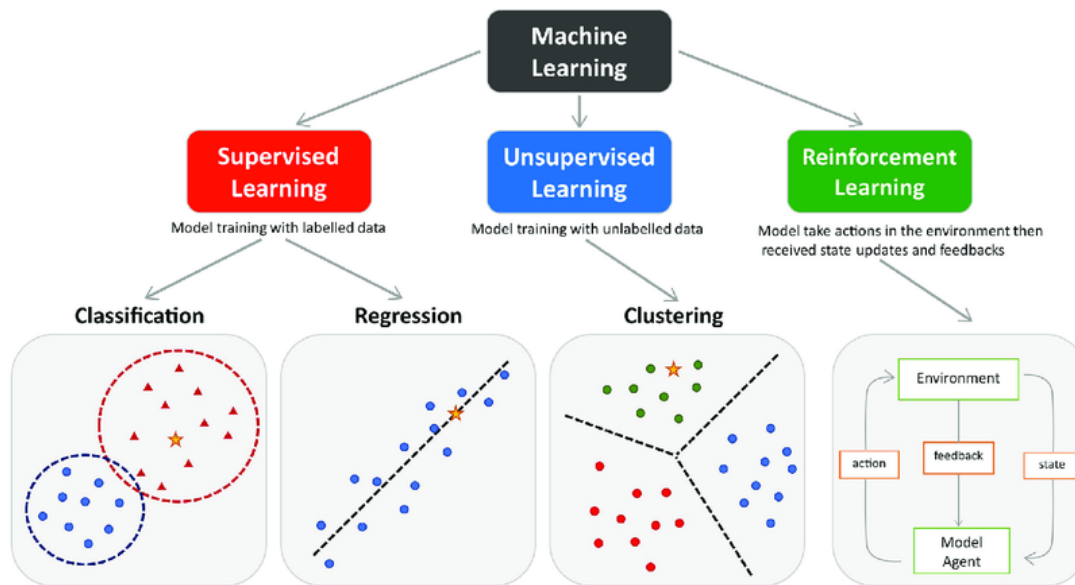 Machine
Learning
Supervised
Learning
Unsupervised
Learning
Reinforcement
Learning
Model training with labelled data
Model training with unlabelled data
Model take actions in the environment then
received state updates and feedbacks
Classification
Regression
Clustering
Environment
action
feedback
state
Model
Agent